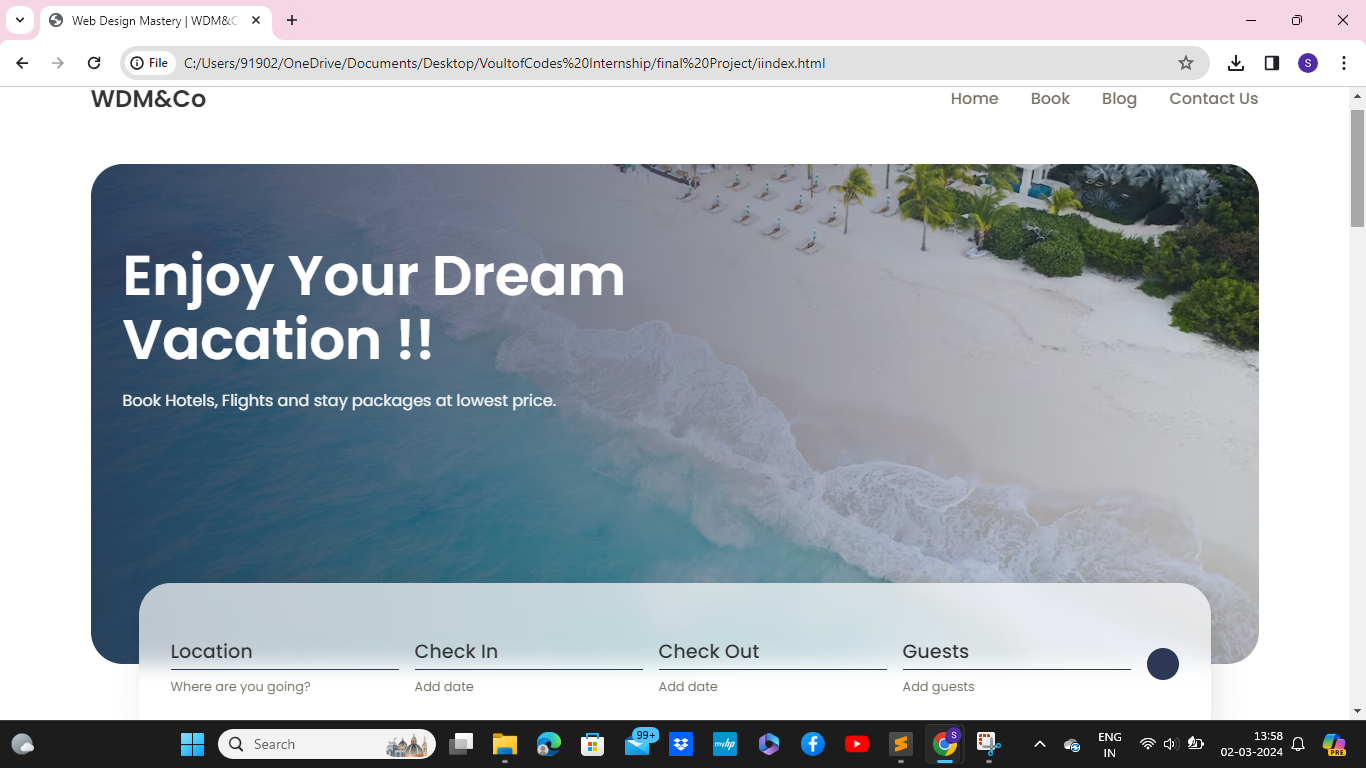 Web Design Mastery | WDM&C
File
C:/Users/91902/OneDrive/Documents/Desktop/VoultofCodes%20Internship/final%20Project/iindex.html
S
WDM&Co
Home Book Blog Contact Us
Enjoy Your Dream
Vacation !!
Book Hotels, Flights and stay packages at lowest price.
Location Check In Check Out Guests
Where are you going? Add date Add date Add guests
Search
99+
myhp
S
ENG
IN
13:58
02-03-2024
PRE